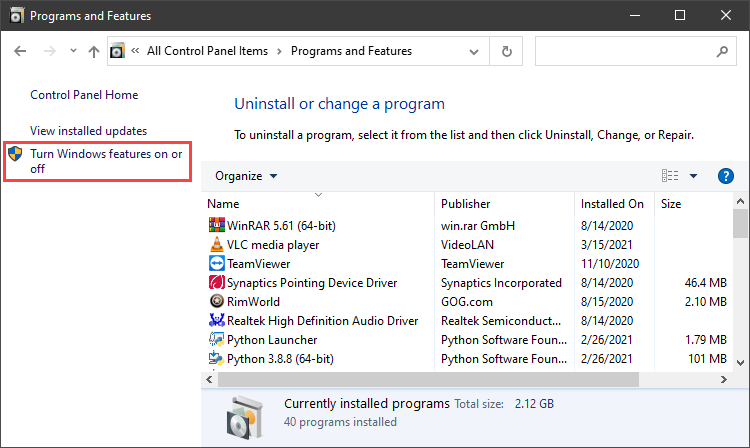 Programs and Features
All Control Panel Items > Programs and Features
Control Panel Home
View installed updates
Turn Windows features on or
off
Uninstall or change a program
To uninstall a program, select it from the list and then click Uninstall, Change, or Repair.
Organize
Name Publisher Installed On Size
WinRAR 5.61 (64-bit) win.rar GmbH 8/14/2020
VLC media player VideoLAN 3/15/2021
TeamViewer TeamViewer 11/10/2020
Synaptics Pointing Device Driver Synaptics Incorporated 8/14/2020 46.4 MB
RimWorld GOG.com 8/15/2020 2.10 MB
Realtek High Definition Audio Driver Realtek Semiconduct... 8/14/2020
Python Launcher Python Software Foun... 2/26/2021 1.79 MB
Python 3.8.8 (64-bit) Python Software Foun... 2/26/2021 101 MB
Currently installed programs Total size: 2.12 GB
40 programs installed